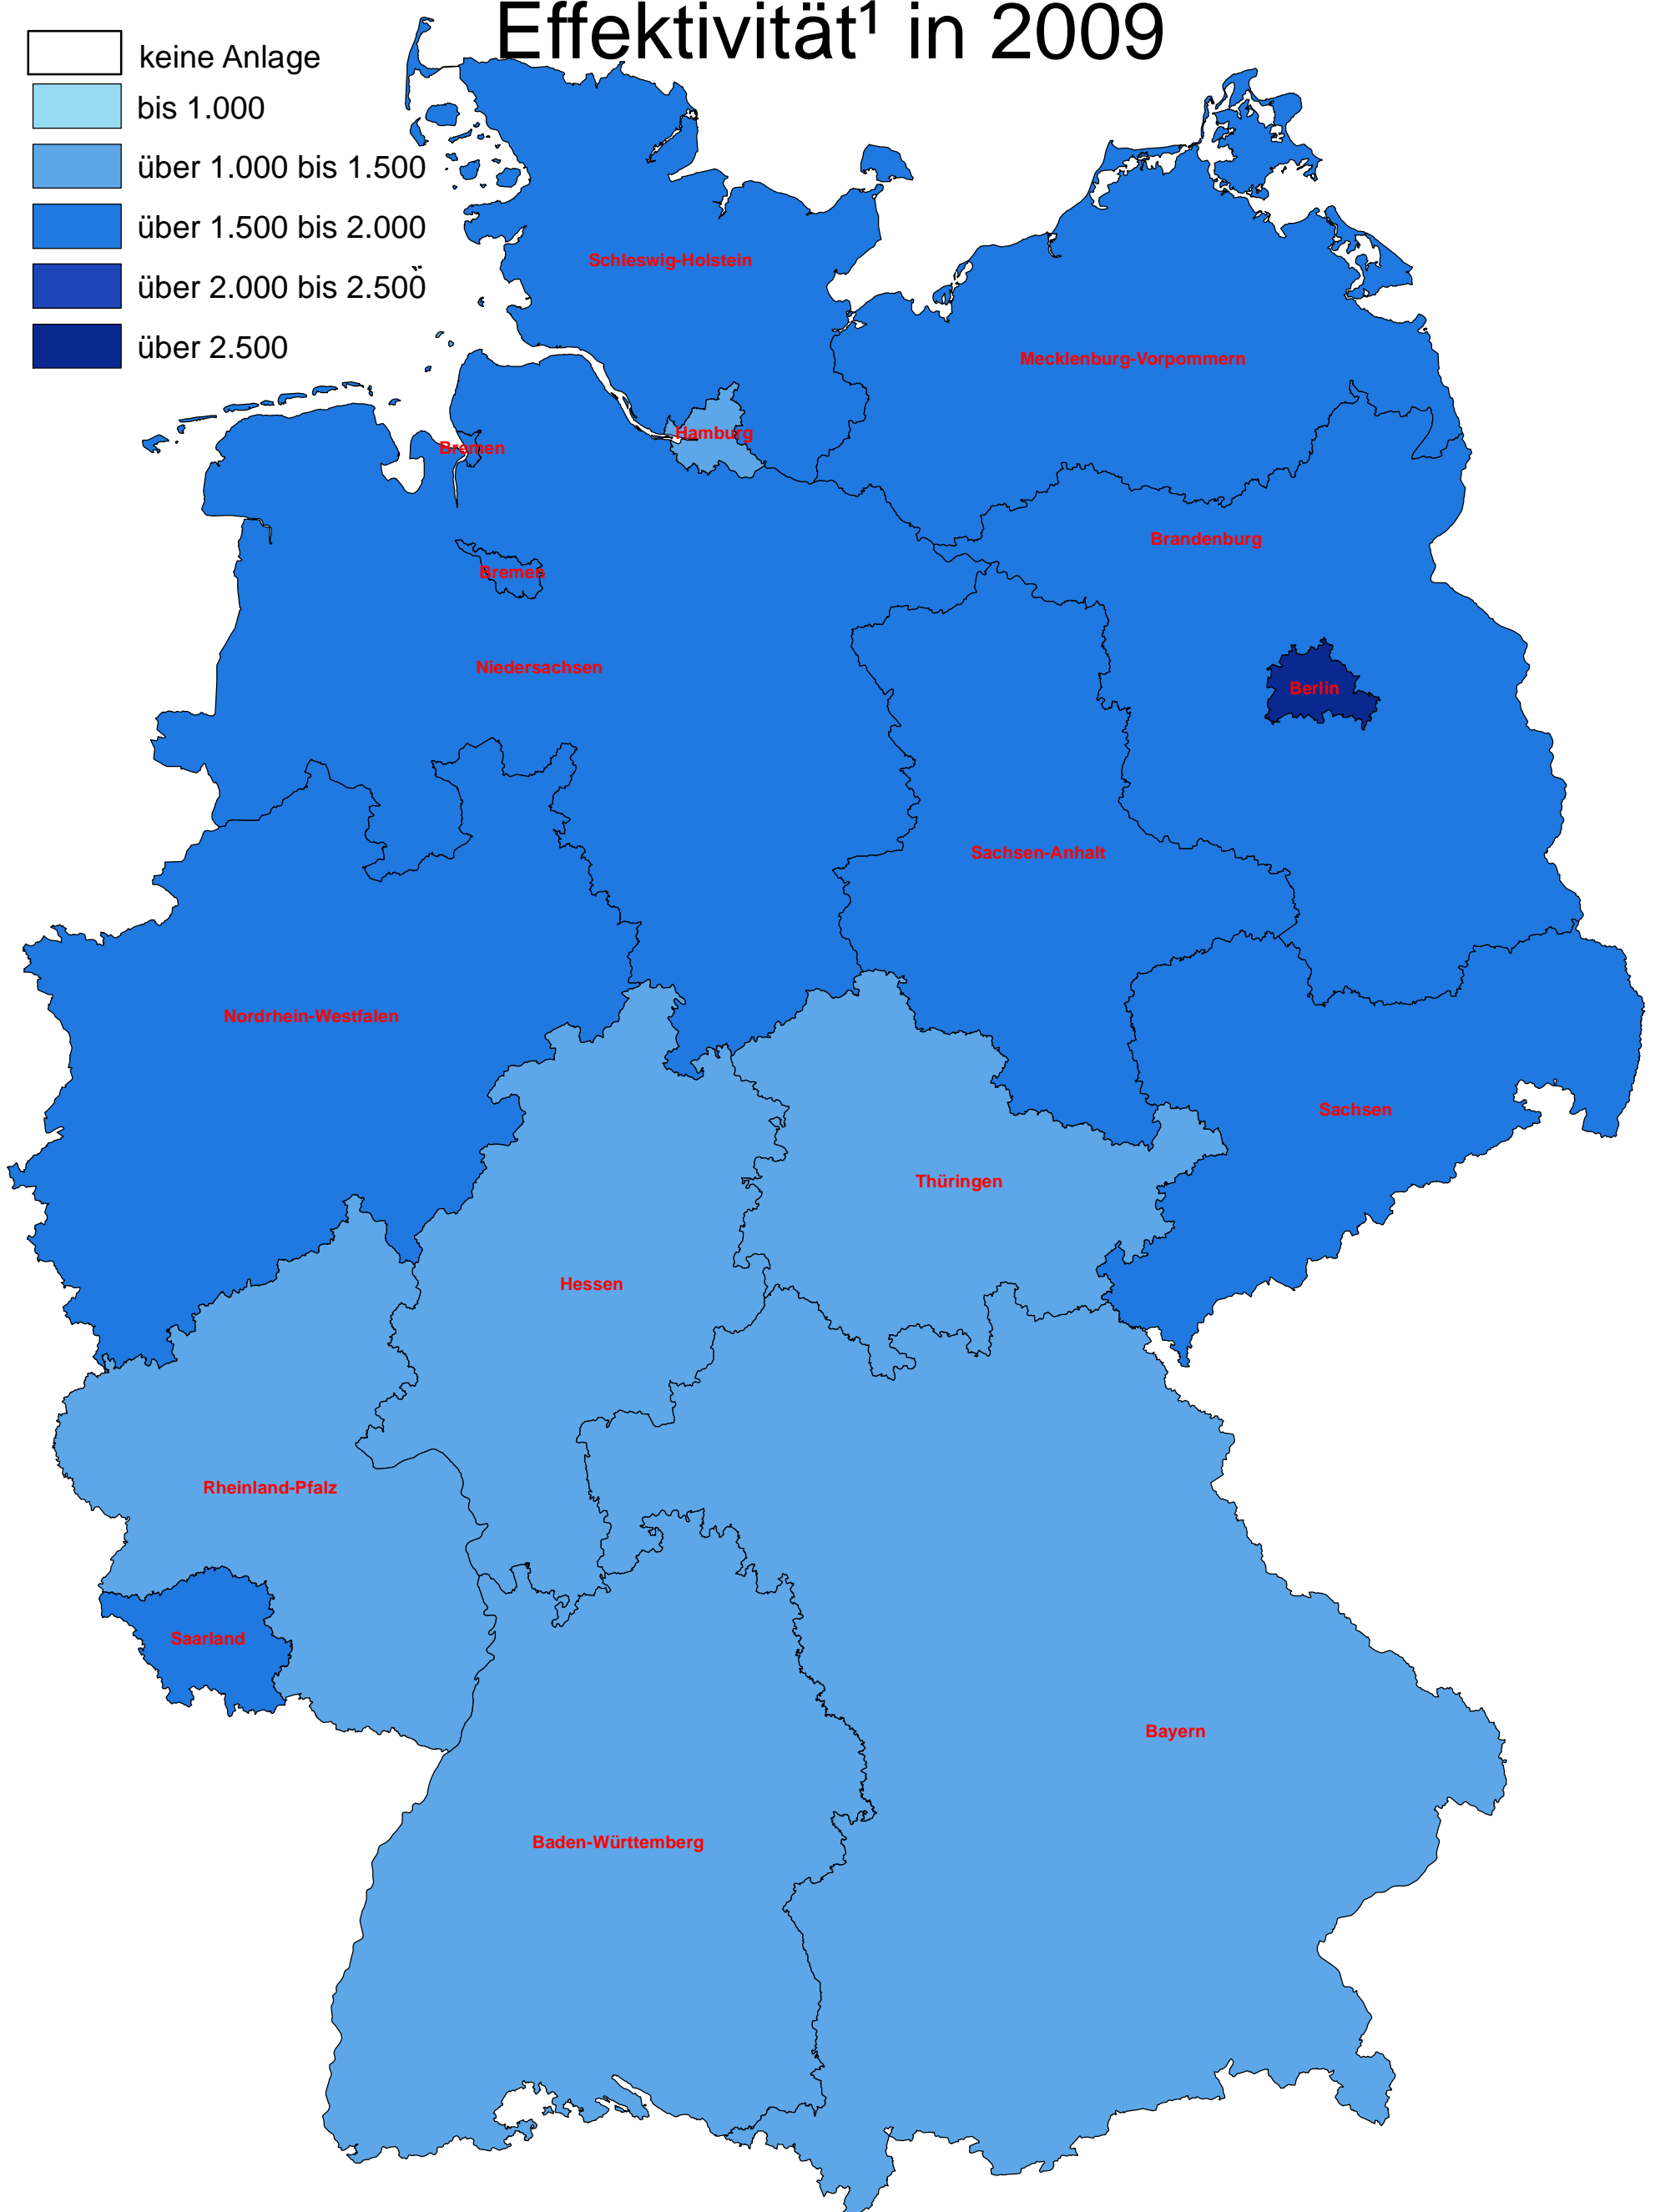 Effektivität¹ in 2009
keine Anlage
bis 1.000
über 1.000 bis 1.500
über 1.500 bis 2.000
über 2.000 bis 2.500
über 2.500
Schleswig-Holstein
Mecklenburg-Vorpommern
Hamburg
Bremen
Brandenburg
Bremen
Niedersachsen
Berlin
Sachsen-Anhalt
Nordrhein-Westfalen
Sachsen
Thüringen
Hessen
Rheinland-Pfalz
Saarland
Bayern
Baden-Württemberg